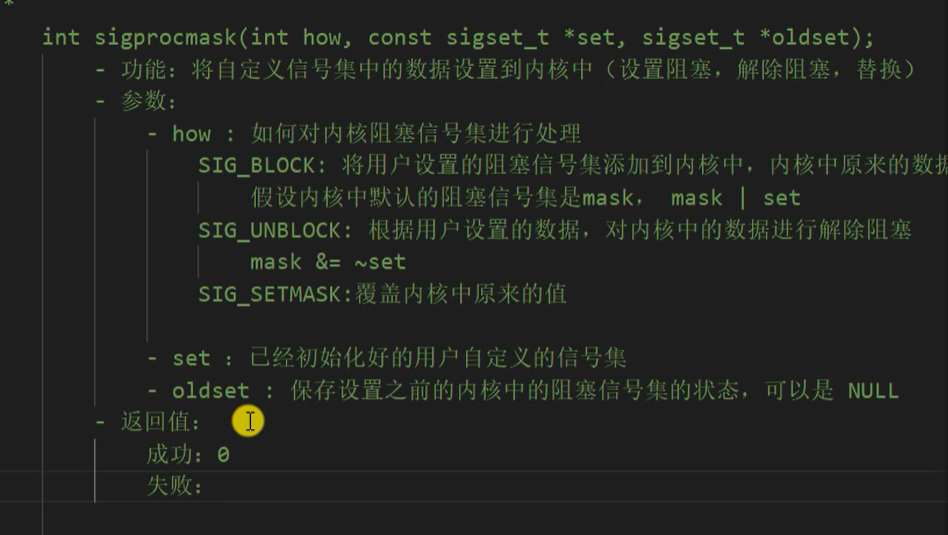 *
int sigprocmask(int how, const sigset_t *set, sigset_t *oldset);
- 功能：将自定义信号集中的数据设置到内核中（设置阻塞，解除阻塞，替换）
- 参数：
- how : 如何对内核阻塞信号集进行处理
SIG_BLOCK: 将用户设置的阻塞信号集添加到内核中，内核中原来的数据
假设内核中默认的阻塞信号集是mask， mask | set
SIG_UNBLOCK: 根据用户设置的数据，对内核中的数据进行解除阻塞
mask &= ~set
SIG_SETMASK:覆盖内核中原来的值
- set : 已经初始化好的用户自定义的信号集
- oldset : 保存设置之前的内核中的阻塞信号集的状态，可以是 NULL
- 返回值：
成功：0
失败：